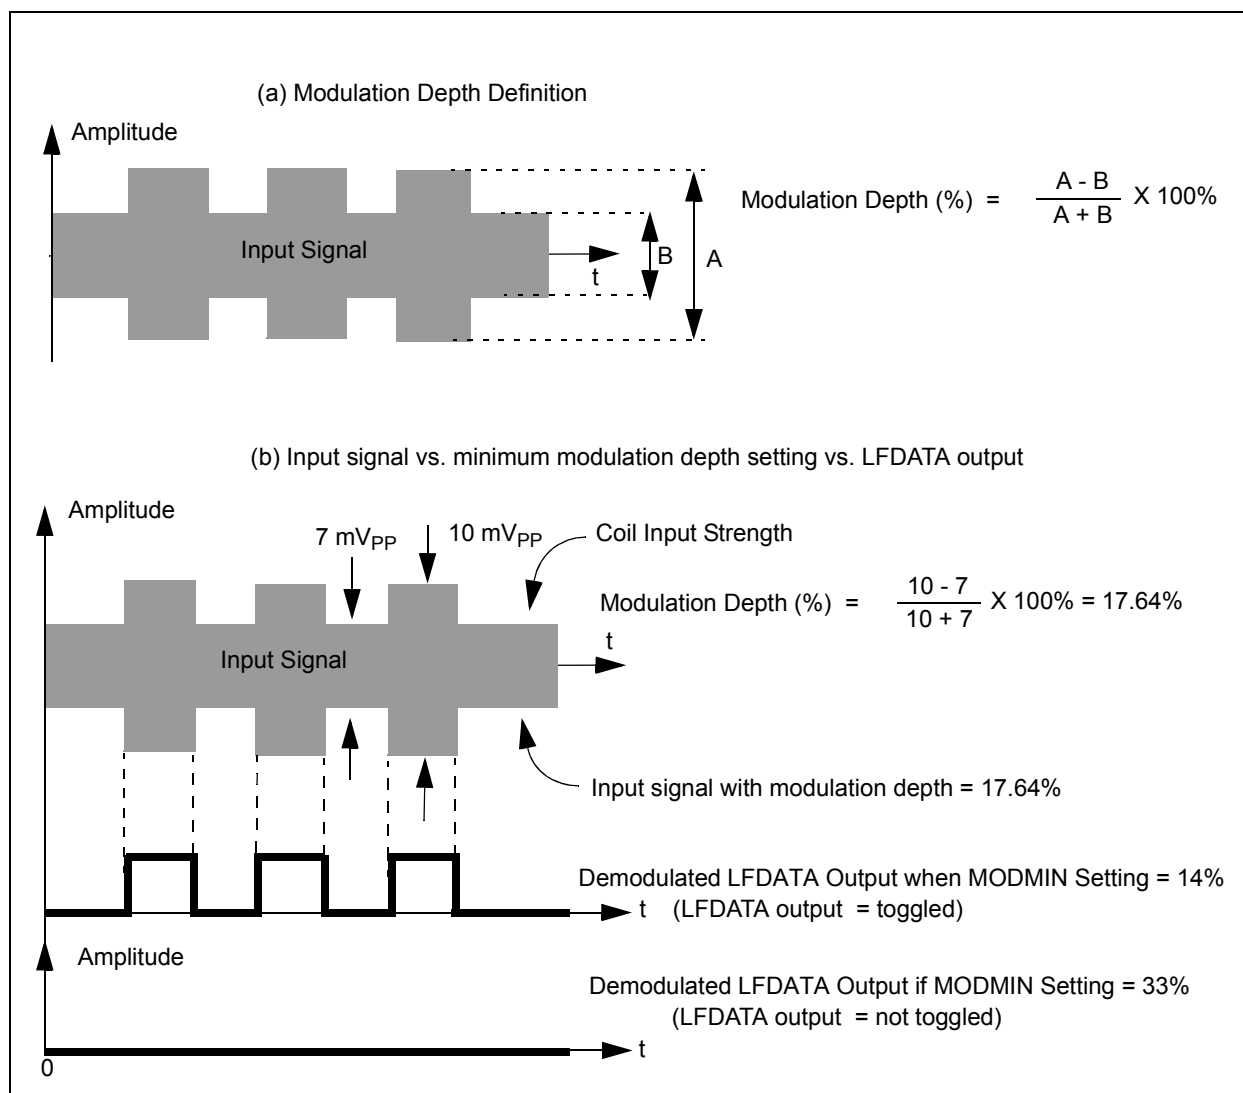 (a) Modulation Depth Definition
Amplitude
Input Signal
t
B
A
Modulation Depth (%) = A - B / A + B X 100%
(b) Input signal vs. minimum modulation depth setting vs. LFDATA output
Amplitude
7 mVPP
10 mVPP
Coil Input Strength
Modulation Depth (%) = 10 - 7 / 10 + 7 X 100% = 17.64%
t
Input Signal
Input signal with modulation depth = 17.64%
Demodulated LFDATA Output when MODMIN Setting = 14%
t (LFDATA output = toggled)
Amplitude
Demodulated LFDATA Output if MODMIN Setting = 33%
(LFDATA output = not toggled)
t
0